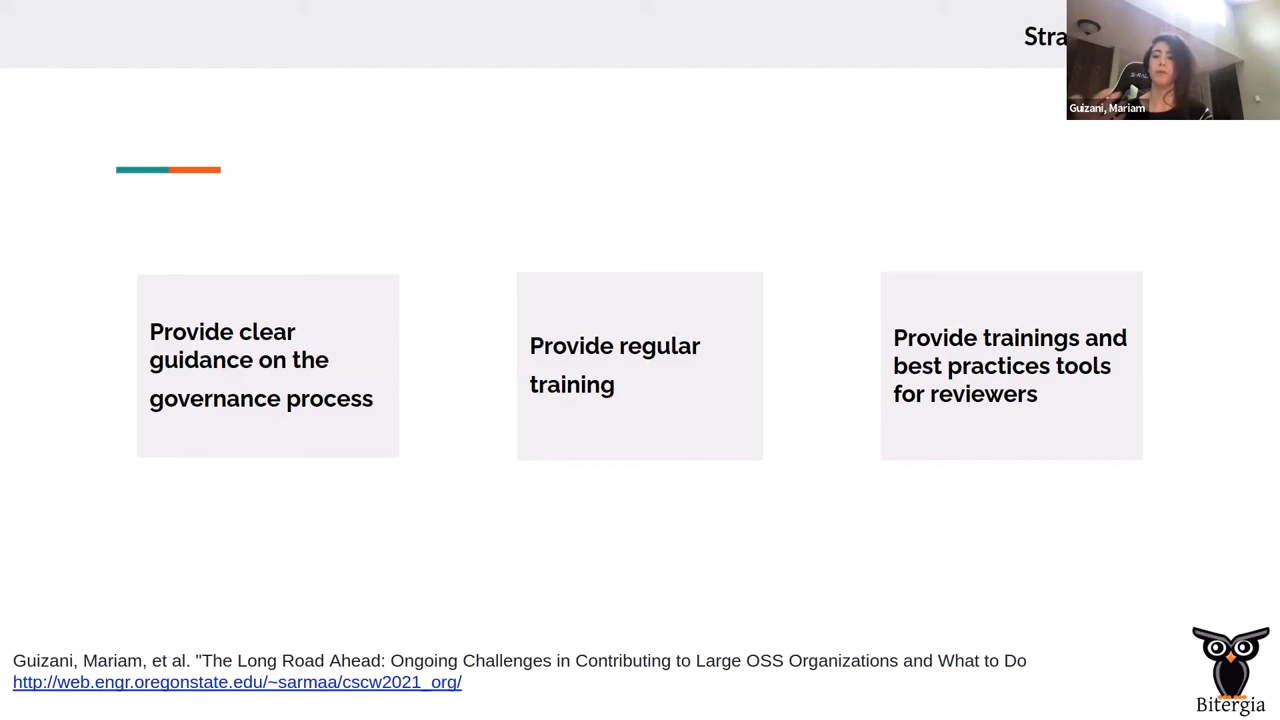 Guizani, Mariam
Provide clear
guidance on the
governance process
Provide regular
training
Provide trainings and
best practices tools
for reviewers
Guizani, Mariam, et al. "The Long Road Ahead: Ongoing Challenges in Contributing to Large OSS Organizations and What to Do
http://web.engr.oregonstate.edu/~sarmaa/cscw2021_org/
Bitergia